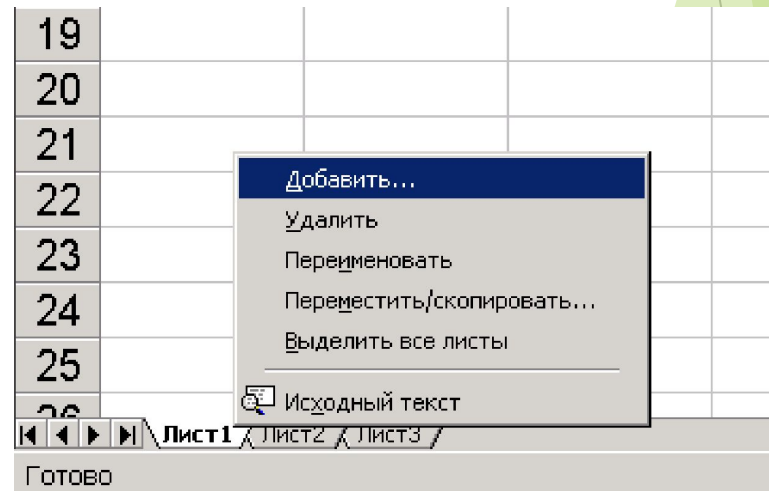 19
20
21
22
23
24
25
26
Добавить...
Удалить
Переименовать
Переместить/скопировать...
Выделить все листы
Исходный текст
Лист1 Лист2 Лист3
Готово